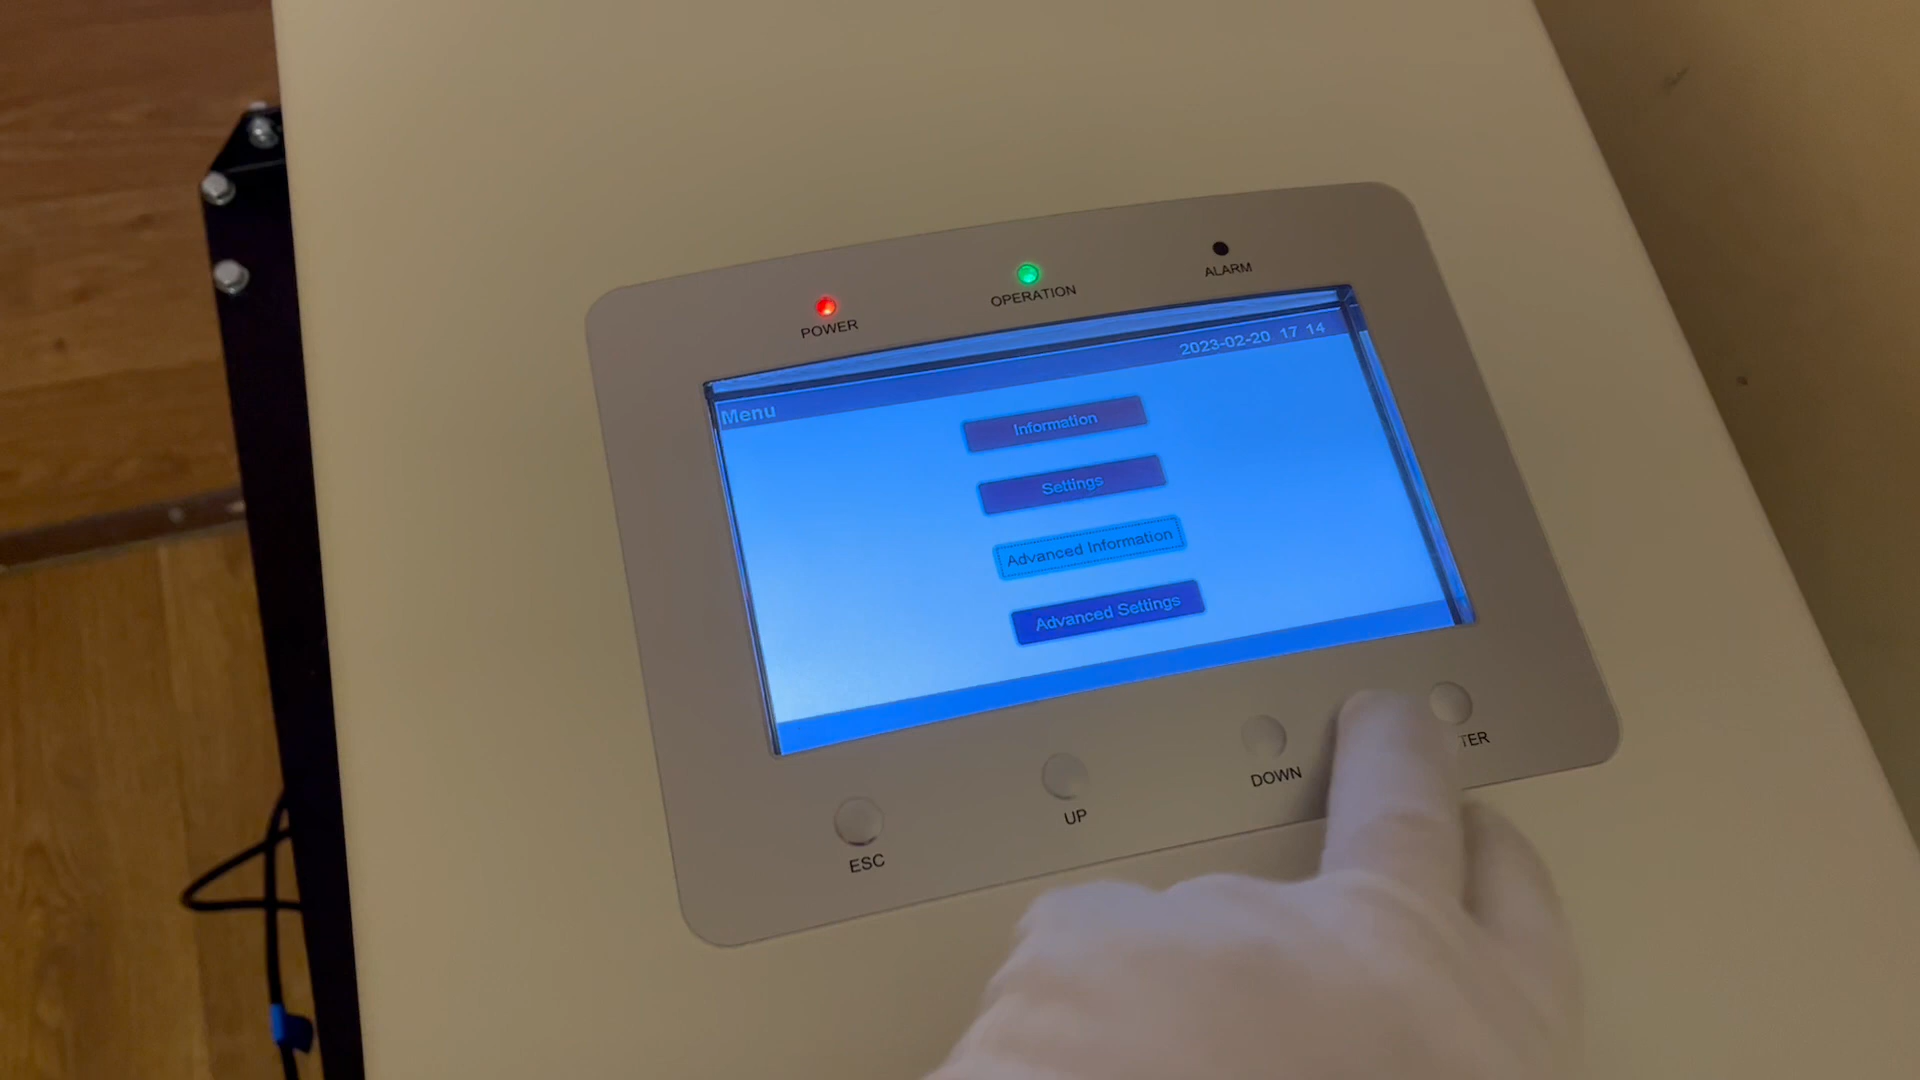 POWER
OPERATION
ALARM
2023-02-20 17 14
Menu
Information
Settings
Advanced Information
Advanced Settings
ESC
UP
DOWN
TER